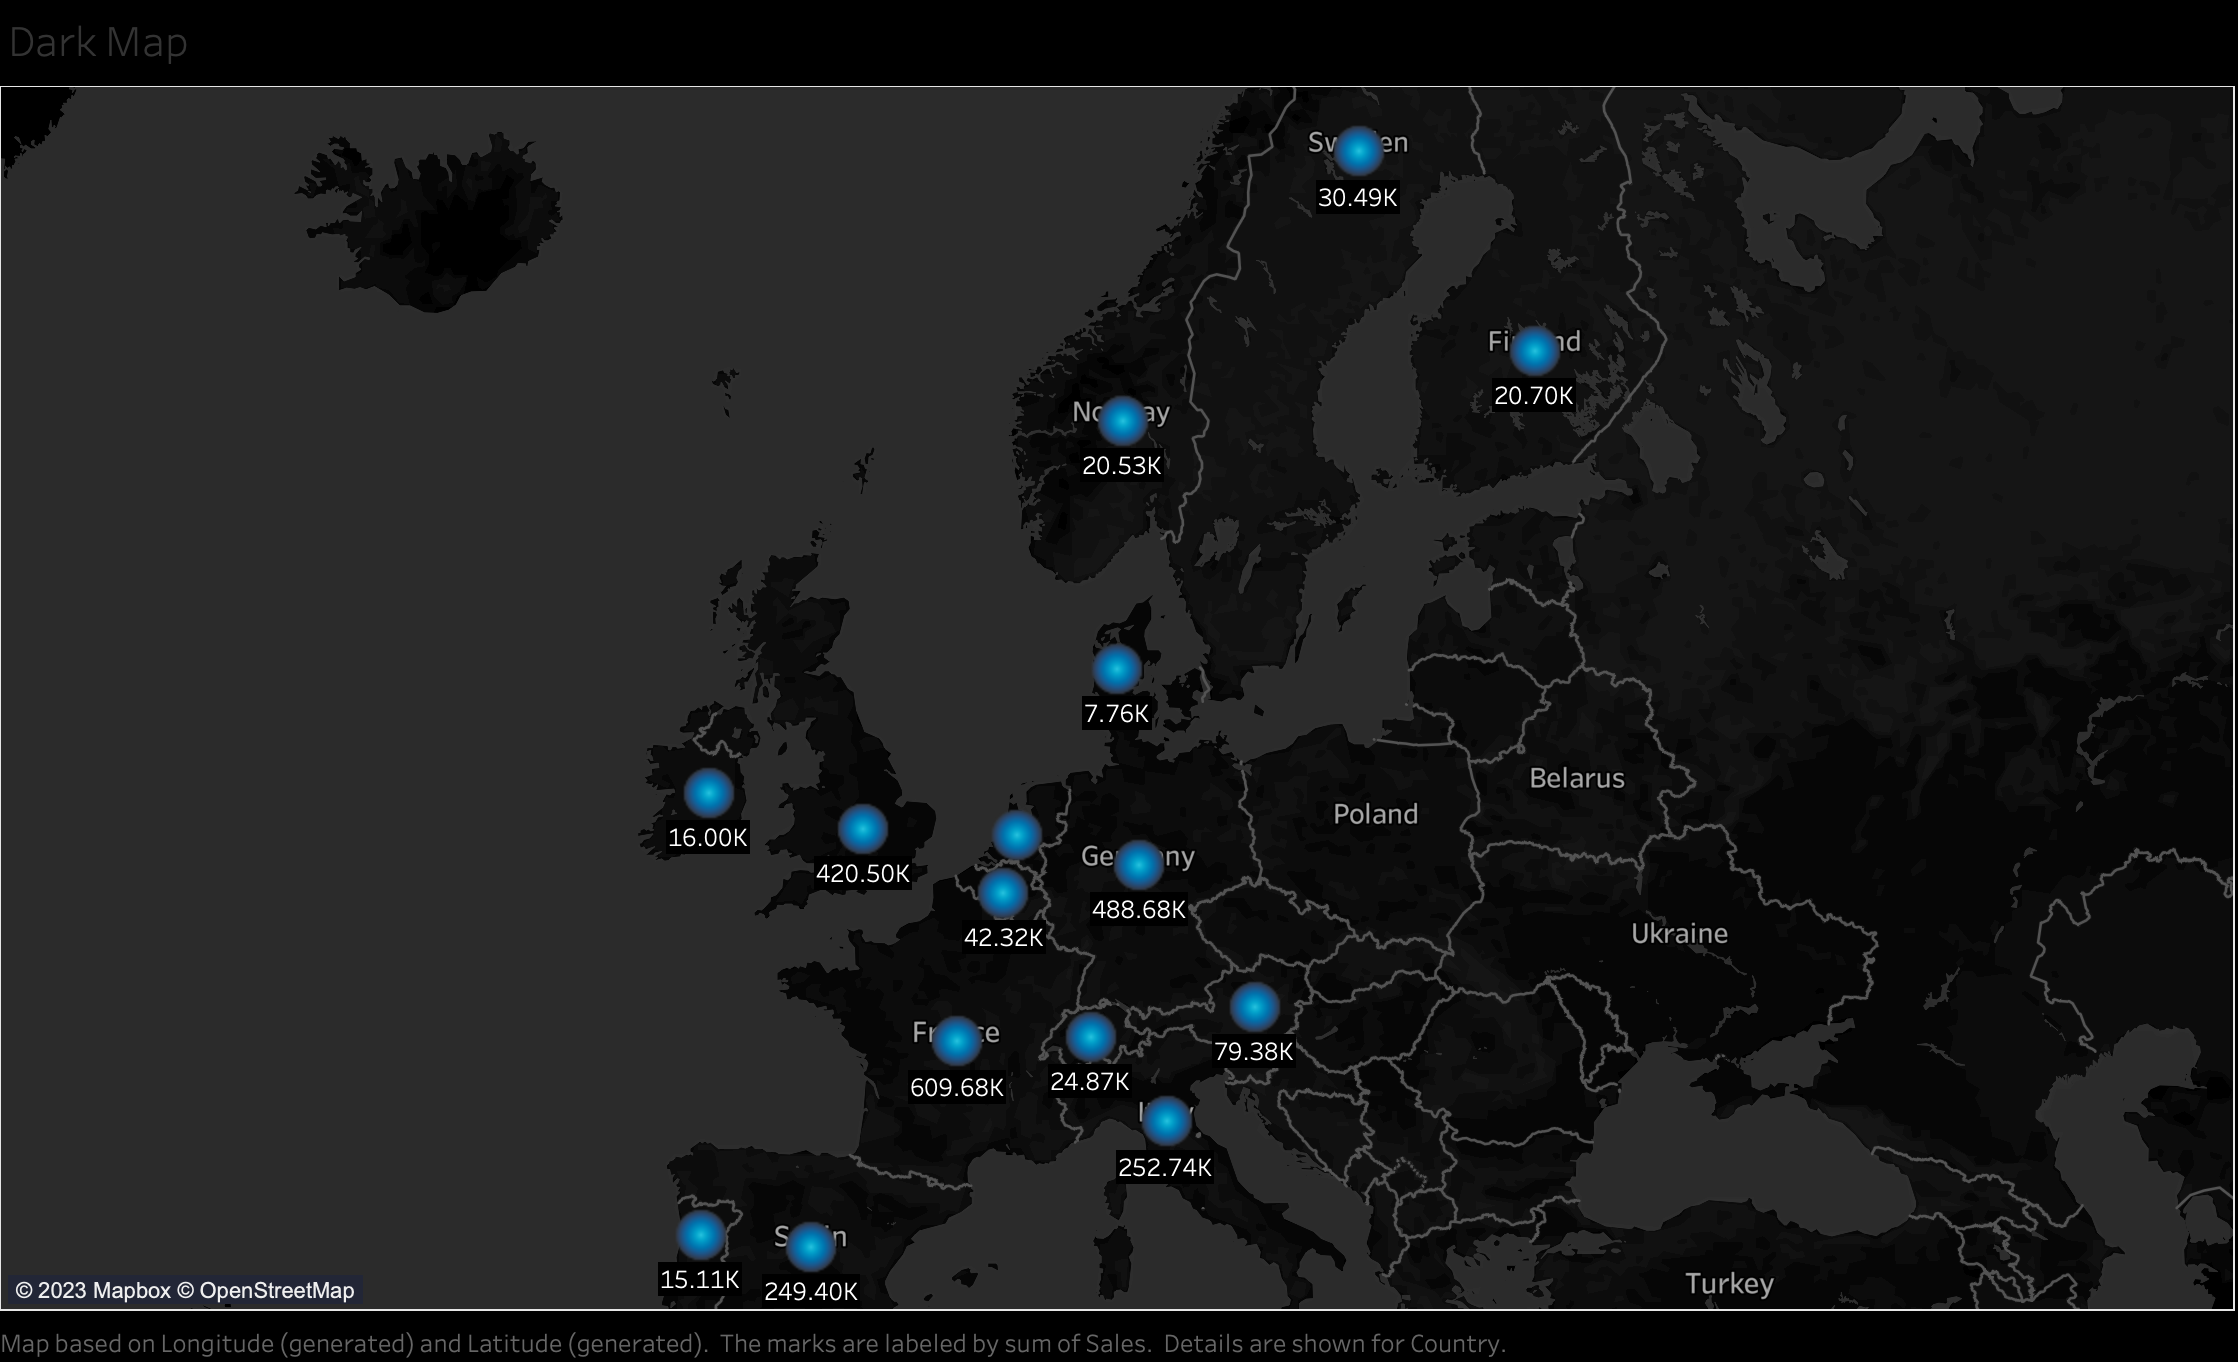 Dark Map
30.49K
20.70K
20.53K
7.76K
Belarus
Poland
16.00K
420.50K
488.68K
42.32K
Ukraine
79.38K
24.87K
609.68K
252.74K
15.11K
249.40K
Turkey
© 2023 Mapbox © OpenStreetMap
Map based on Longitude (generated) and Latitude (generated).  The marks are labeled by sum of Sales.  Details are shown for Country.